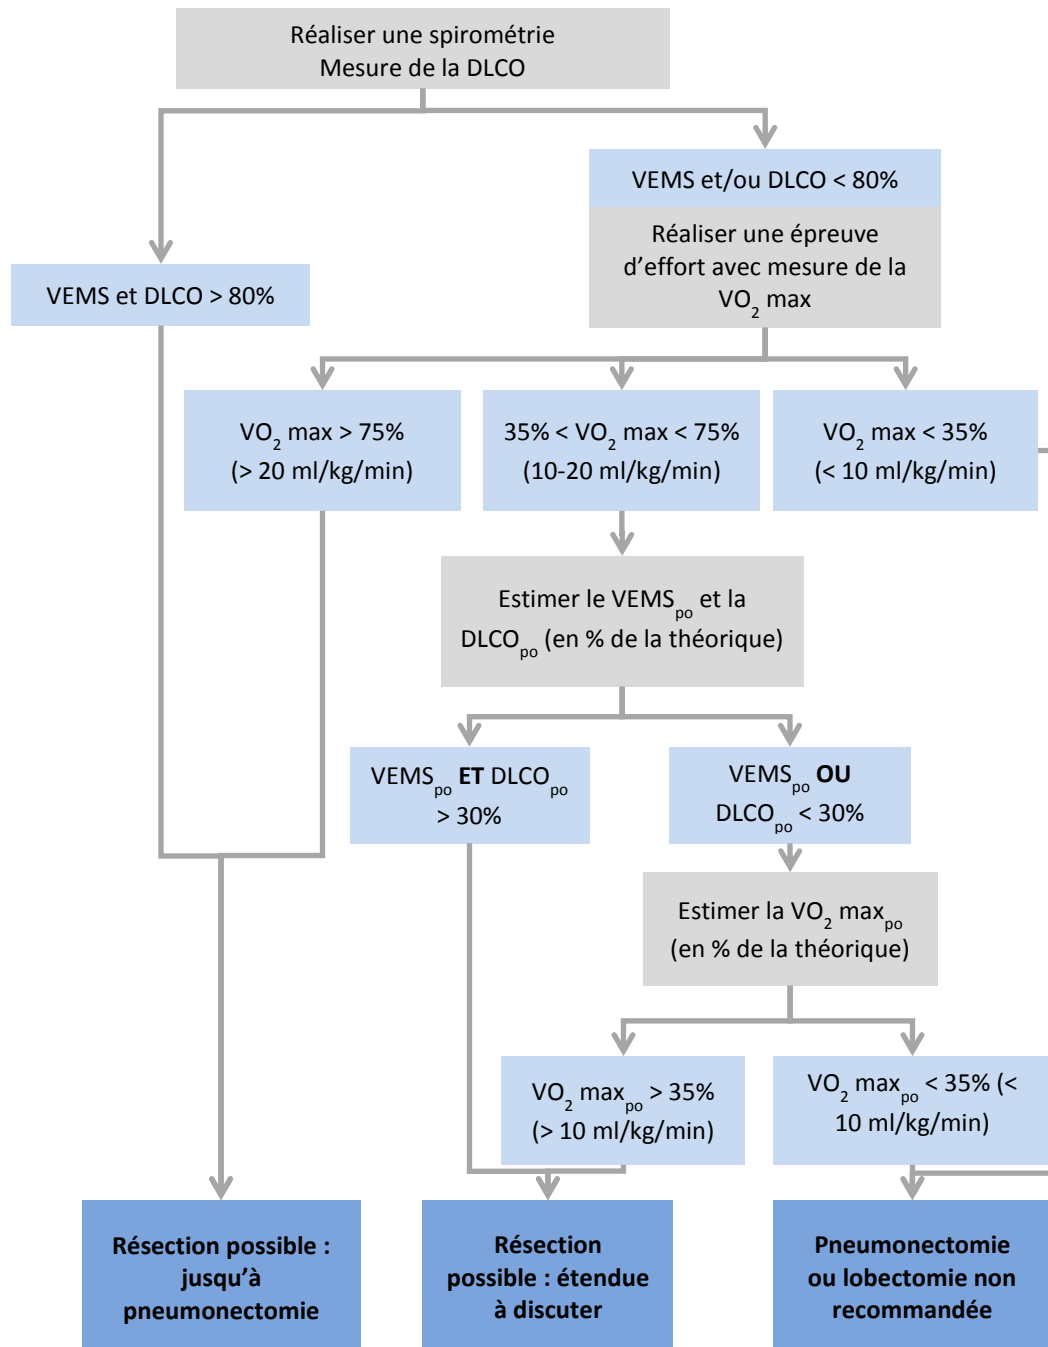 Réaliser une spirométrie
Mesure de la DLCO
VEMS et/ou DLCO < 80%
Réaliser une épreuve
d’effort avec mesure de la
VO2 max
VEMS et DLCO > 80%
VO2 max > 75%
(> 20 ml/kg/min)
35% < VO2 max < 75%
(10-20 ml/kg/min)
VO2 max < 35%
(< 10 ml/kg/min)
Estimer le VEMSpo et la
DLCOpo (en % de la théorique)
VEMSpo ET DLCOpo
> 30%
VEMSpo OU
DLCOpo < 30%
Estimer la VO2 maxpo
(en % de la théorique)
VO2 maxpo > 35%
(> 10 ml/kg/min)
VO2 maxpo < 35% (<
10 ml/kg/min)
Résection possible :
jusqu’à
pneumonectomie
Résection
possible : étendue
à discuter
Pneumonectomie
ou lobectomie non
recommandée